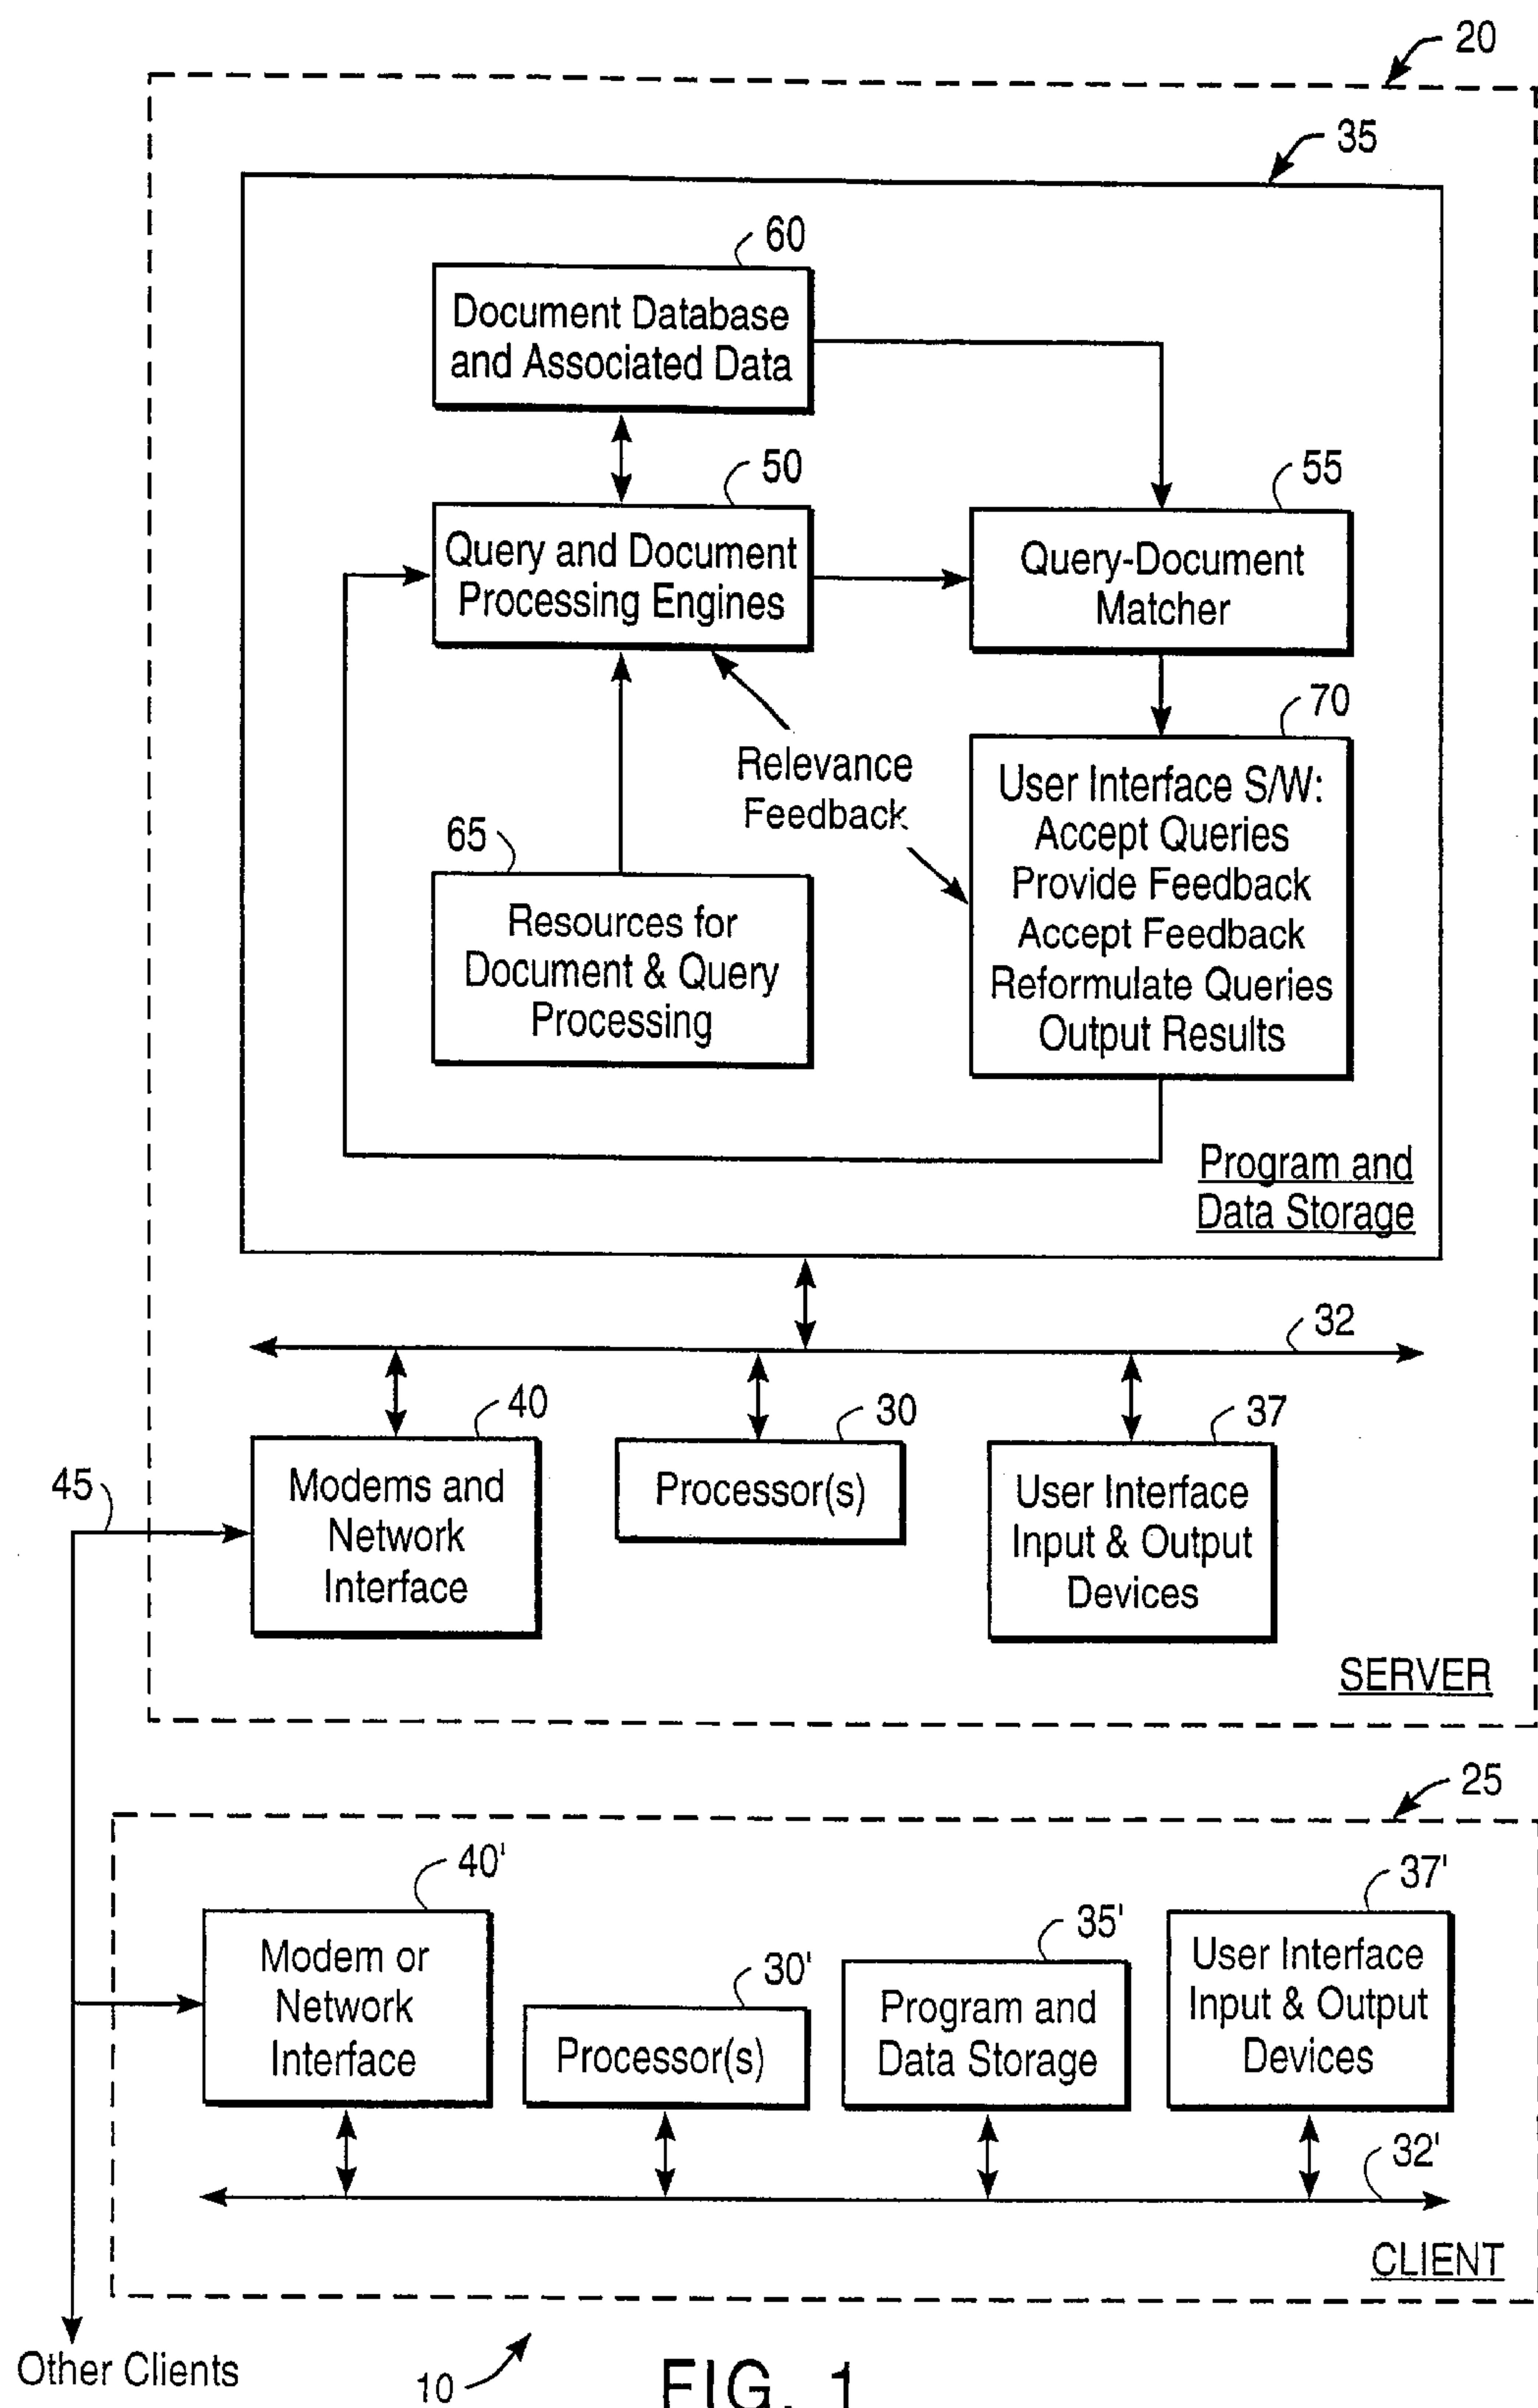 20
35
60
Document Database
and Associated Data
50
Query and Document
Processing Engines
55
Query-Document
Matcher
70
Relevance
Feedback
User Interface S/W:
Accept Queries
Provide Feedback
Accept Feedback
Reformulate Queries
Output Results
65
Resources for
Document & Query
Processing
Program and
Data Storage
32
40
Modems and
Network
Interface
30
Processor(s)
37
User Interface
Input & Output
Devices
45
SERVER
25
40'
Modem or
Network
Interface
30'
Processor(s)
35'
Program and
Data Storage
37'
User Interface
Input & Output
Devices
32'
CLIENT
Other Clients
10
FIG. 1